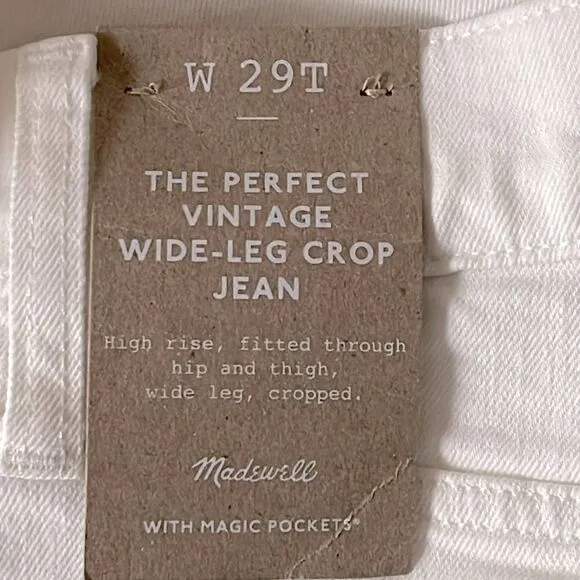 W 29T
THE PERFECT
VINTAGE
WIDE-LEG CROP
JEAN
High rise, fitted through
hip and thigh,
wide leg, cropped.
Madewell
WITH MAGIC POCKETS®